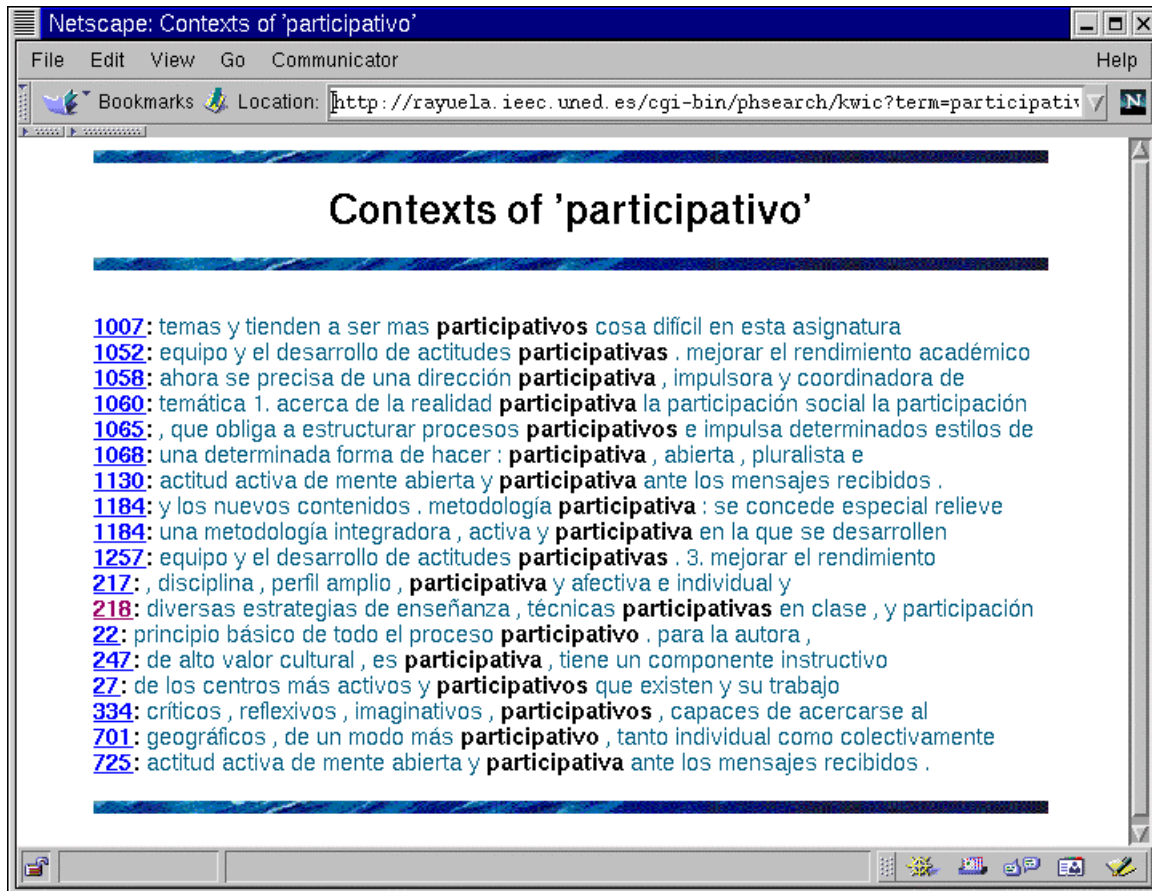 Netscape: Contexts of 'participativo'
File Edit View Go Communicator Help
Bookmarks Location: http://rayuela.ieec.uned.es/cgi-bin/phsearch/kwic?term=participativ N
Contexts of 'participativo'
1007: temas y tienden a ser mas participativos cosa difícil en esta asignatura
1052: equipo y el desarrollo de actitudes participativas . mejorar el rendimiento académico
1058: ahora se precisa de una dirección participativa , impulsora y coordinadora de
1060: temática 1. acerca de la realidad participativa la participación social la participación
1065: , que obliga a estructurar procesos participativos e impulsa determinados estilos de
1068: una determinada forma de hacer : participativa , abierta , pluralista e
1130: actitud activa de mente abierta y participativa ante los mensajes recibidos .
1184: y los nuevos contenidos . metodología participativa : se concede especial relieve
1184: una metodología integradora , activa y participativa en la que se desarrollen
1257: equipo y el desarrollo de actitudes participativas . 3. mejorar el rendimiento
217: , disciplina , perfil amplio , participativa y afectiva e individual y
218: diversas estrategias de enseñanza , técnicas participativas en clase , y participación
22: principio básico de todo el proceso participativo . para la autora ,
247: de alto valor cultural , es participativa , tiene un componente instructivo
27: de los centros más activos y participativos que existen y su trabajo
334: críticos , reflexivos , imaginativos , participativos , capaces de acercarse al
701: geográficos , de un modo más participativo , tanto individual como colectivamente
725: actitud activa de mente abierta y participativa ante los mensajes recibidos .